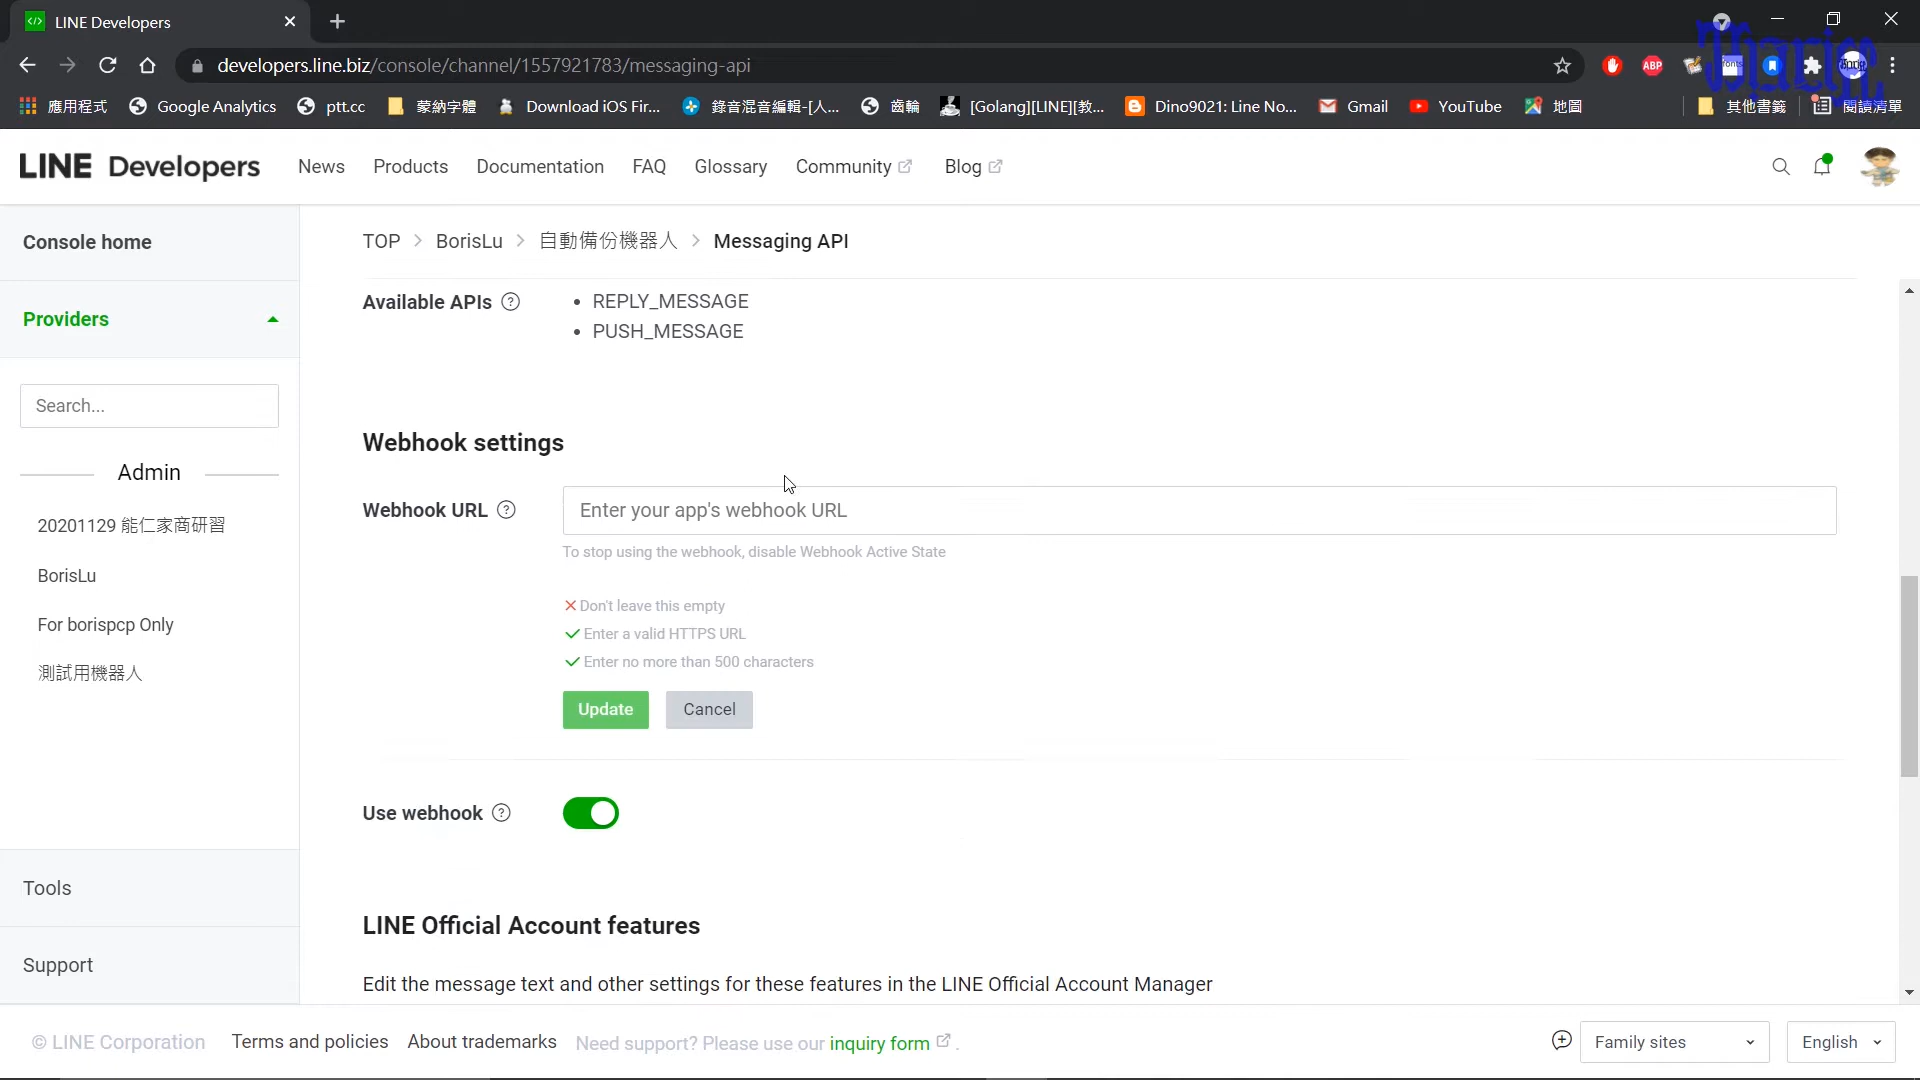 LINE Developers
developers.line.biz/console/channel/1557921783/messaging-api
ABP
fonts
應用程式
Google Analytics
ptt.cc
蒙納字體
Download iOS Fir...
錄音混音編輯-[人...
齒輪
[Golang][LINE][教...
Dino9021: Line No...
Gmail
YouTube
地圖
其他書籤
閱讀清單
LINE Developers
News
Products
Documentation
FAQ
Glossary
Community
Blog
Console home
Providers
Search...
Admin
20201129 能仁家商研習
BorisLu
For borispcp Only
測試用機器人
Tools
Support
TOP > BorisLu > 自動備份機器人 > Messaging API
Available APIs
• REPLY_MESSAGE
• PUSH_MESSAGE
Webhook settings
Webhook URL
Enter your app's webhook URL
To stop using the webhook, disable Webhook Active State
Don't leave this empty
Enter a valid HTTPS URL
Enter no more than 500 characters
Update
Cancel
Use webhook
LINE Official Account features
Edit the message text and other settings for these features in the LINE Official Account Manager
© LINE Corporation
Terms and policies
About trademarks
Need support? Please use our inquiry form .
Family sites
English